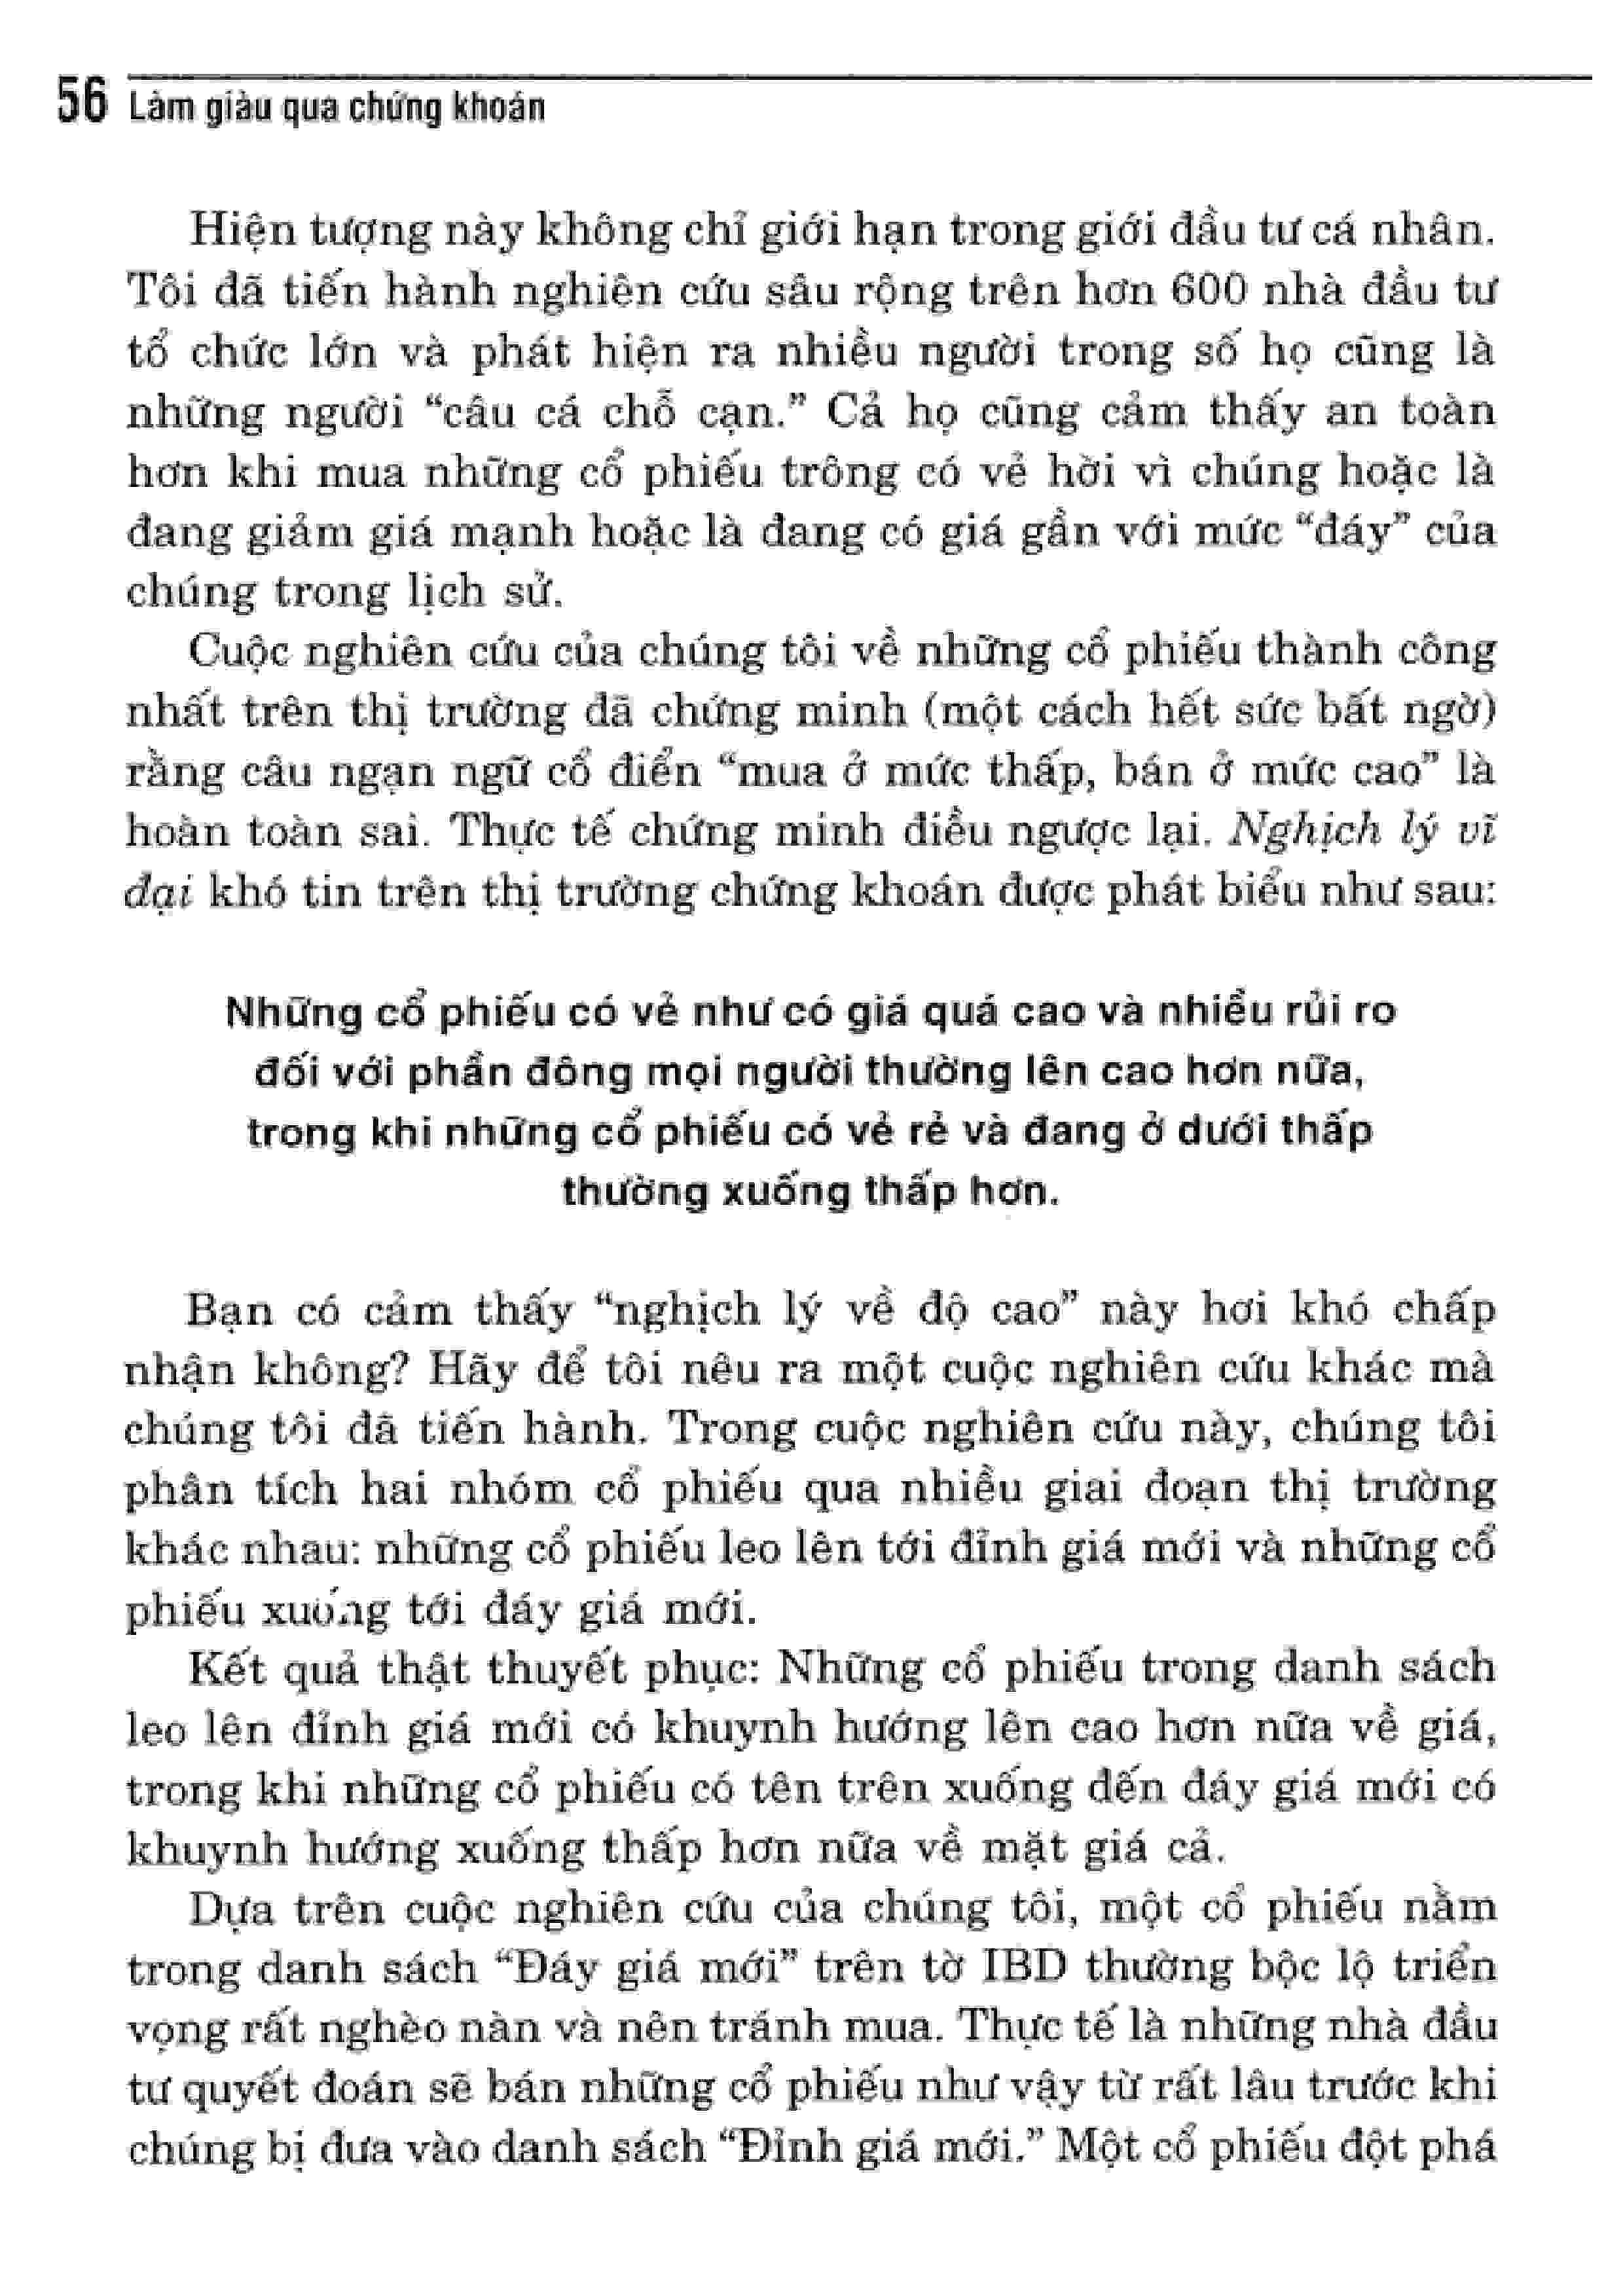 56 Làm giàu qua chứng khoán
Hiện tượng này không chỉ giới hạn trong giới đầu tư cá nhân.
Tôi đã tiến hành nghiên cứu sâu rộng trên hơn 600 nhà đầu tư
tổ chức lớn và phát hiện ra nhiều người trong số họ cũng là
những người “câu cá chỗ cạn.” Cả họ cũng cảm thấy an toàn
hơn khi mua những cổ phiếu trông có vẻ hời vì chúng hoặc là
đang giảm giá mạnh hoặc là đang có giá gần với mức “đáy” của
chúng trong lịch sử.
Cuộc nghiên cứu của chúng tôi về những cổ phiếu thành công
nhất trên thị trường đã chứng minh (một cách hết sức bất ngờ)
rằng câu ngạn ngữ cổ điển “mua ở mức thấp, bán ở mức cao” là
hoàn toàn sai. Thực tế chứng minh điều ngược lại. Nghịch lý vĩ
đại khó tin trên thị trường chứng khoán được phát biểu như sau:
Những cổ phiếu có vẻ như có giá quá cao và nhiều rủi ro
đối với phần đông mọi người thường lên cao hơn nữa,
trong khi những cổ phiếu có vẻ rẻ và đang ở dưới thấp
thường xuống thấp hơn.
Bạn có cảm thấy “nghịch lý về độ cao” này hơi khó chấp
nhận không? Hãy để tôi nêu ra một cuộc nghiên cứu khác mà
chúng tôi đã tiến hành. Trong cuộc nghiên cứu này, chúng tôi
phân tích hai nhóm cổ phiếu qua nhiều giai đoạn thị trường
khác nhau: những cổ phiếu leo lên tới đỉnh giá mới và những cổ
phiếu xuống tới đáy giá mới.
Kết quả thật thuyết phục: Những cổ phiếu trong danh sách
leo lên đỉnh giá mới có khuynh hướng lên cao hơn nữa về giá,
trong khi những cổ phiếu có tên trên xuống đến đáy giá mới có
khuynh hướng xuống thấp hơn nữa về mặt giá cả.
Dựa trên cuộc nghiên cứu của chúng tôi, một cổ phiếu nằm
trong danh sách “Đáy giá mới” trên tờ IBD thường bộc lộ triển
vọng rất nghèo nàn và nên tránh mua. Thực tế là những nhà đầu
tư quyết đoán sẽ bán những cổ phiếu như vậy từ rất lâu trước khi
chúng bị đưa vào danh sách “Đỉnh giá mới.” Một cổ phiếu đột phá